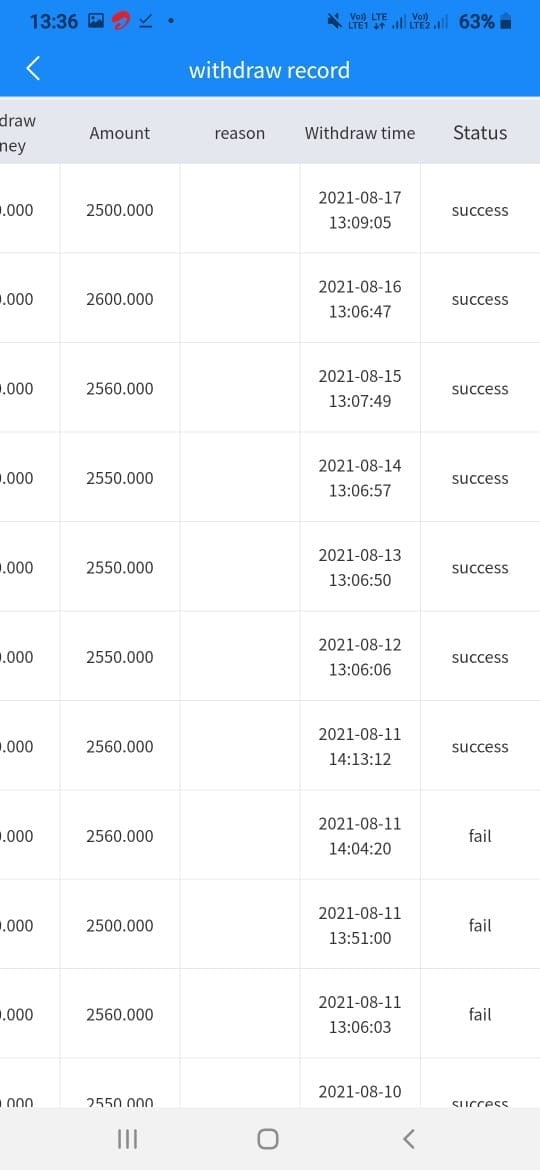 13:36
Vo)) LTE Vo))
LTE1 LTE2 63%
withdraw record
draw
ney Amount reason Withdraw time Status
.000 2500.000 2021-08-17
13:09:05 success
.000 2600.000 2021-08-16
13:06:47 success
.000 2560.000 2021-08-15
13:07:49 success
.000 2550.000 2021-08-14
13:06:57 success
.000 2550.000 2021-08-13
13:06:50 success
.000 2550.000 2021-08-12
13:06:06 success
.000 2560.000 2021-08-11
14:13:12 success
.000 2560.000 2021-08-11
14:04:20 fail
.000 2500.000 2021-08-11
13:51:00 fail
.000 2560.000 2021-08-11
13:06:03 fail
.000 2550.000 2021-08-10
success